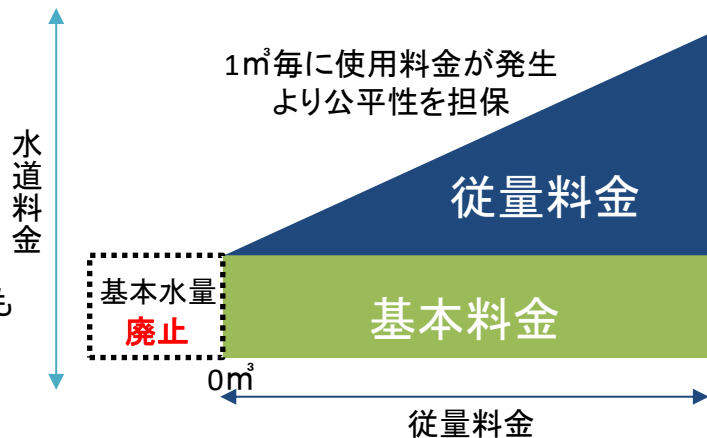 1㎥毎に使用料金が発生
より公平性を担保
水道料金
従量料金
も
基本水量
廃止
基本料金
0㎥
従量料金